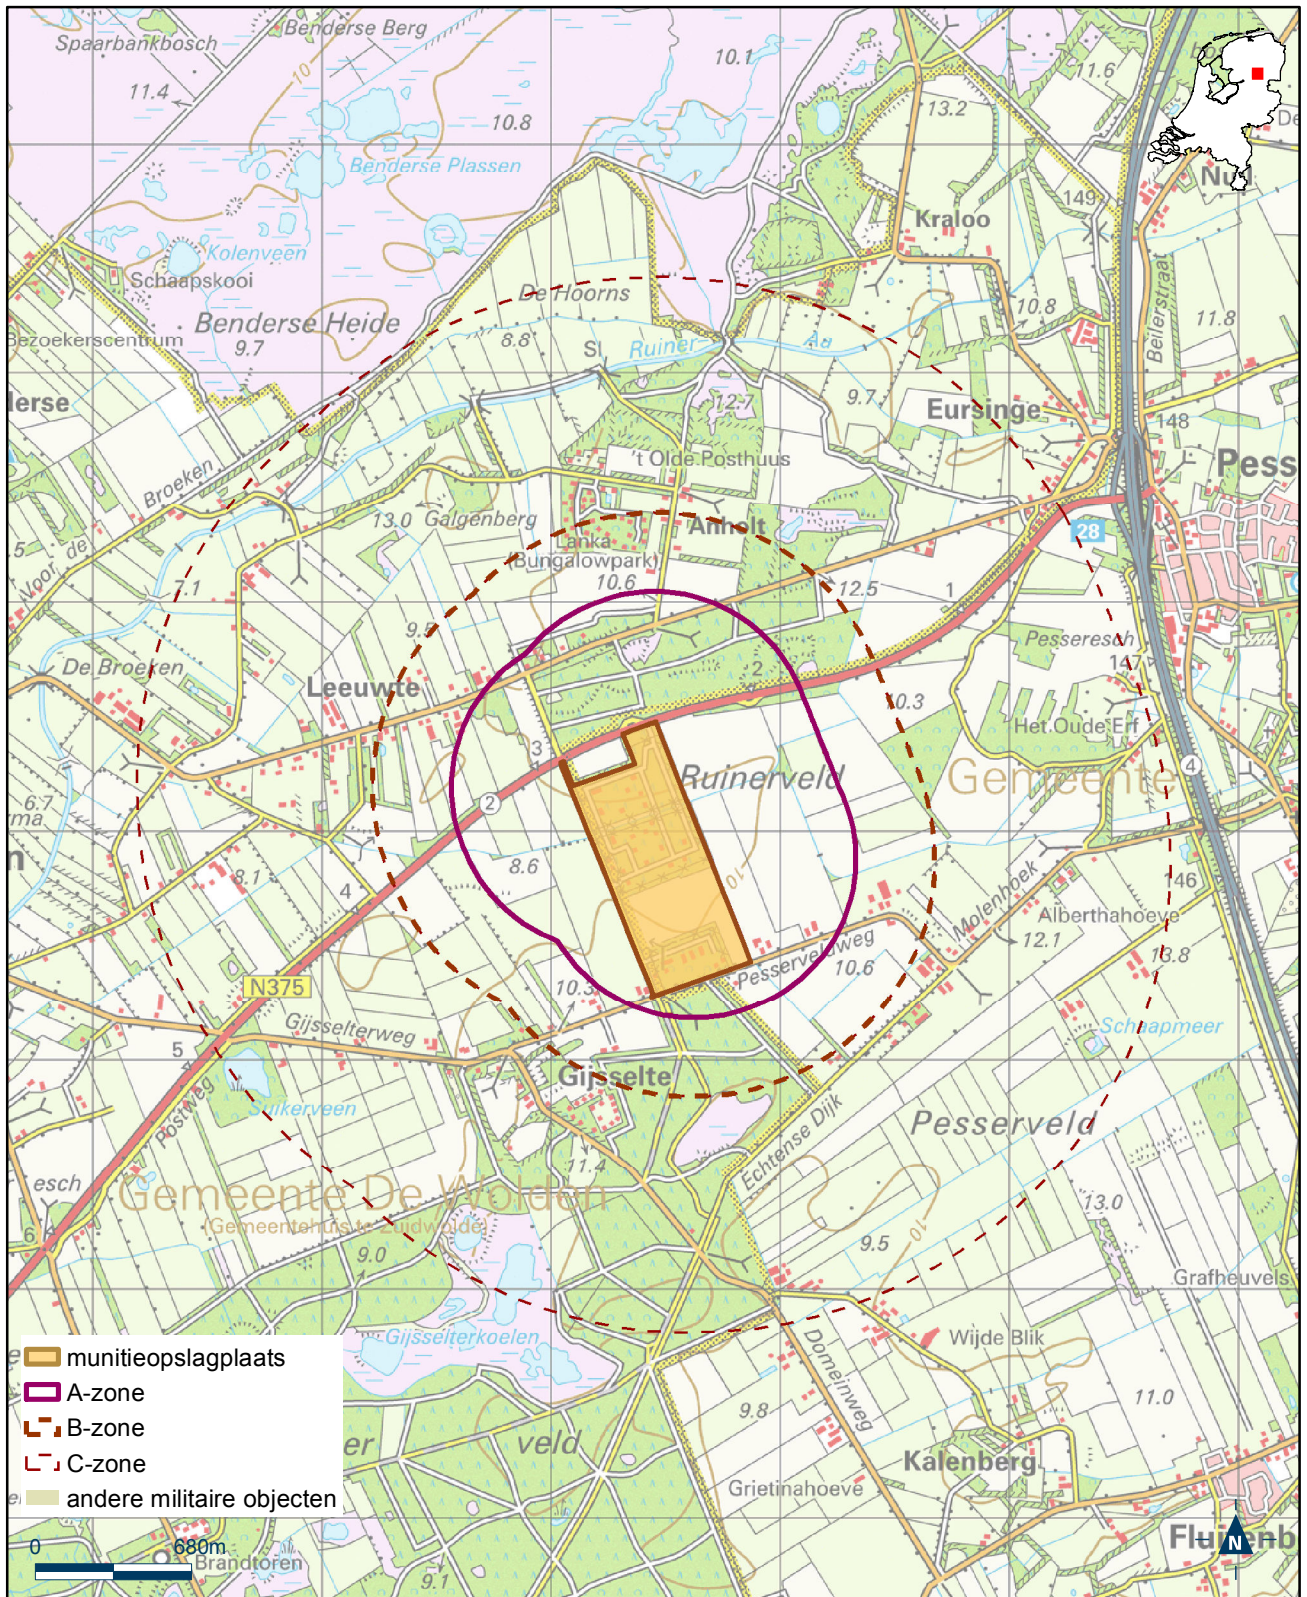 Spaarbankbosch
Benderse Berg
10
10.1
11.6
11.4
10.8
13.2
Benderse Plassen
149
Kraloo
Kolenveen
Schaapskooi
De Hoorns
10.8
Beilerstraat
11.8
Benderse Heide
Bezoekerscentrum
9.7
8.8
SI
Ruiner
Aa
9.7
12.7
Eursinge
148
't Olde Posthuus
Pess
Broeken
13.0
Galgenberg
Anholt
28
Lanka
(Bungalowpark)
10.6
12.5
1
Noor de
7.1
9.5
Pesseresch
147
De Broeken
Leeuwte
2
Het Oude Erf
3
Ruinerveld
Gemeente
4
2
6.7
8.6
10
8.1
4
146
Molenhoek
Alberthahoeve
12.1
13.8
Pesserveldweg
10.6
N375
10.3
Gijsselterweg
Schaapmeer
5
Gijsselte
Suikerveen
Postweg
Echtense Dijk
Pesserveld
11.4
esch
Gemeente De Wolden
(Gemeentehuis te Zuidwolde)
13.0
10
6
9.0
9.5
Grafheuvels
Gijsselterkoelen
Domeinweg
Wijde Blik
munitieopslagplaats
A-zone
B-zone
C-zone
andere militaire objecten
9.8
11.0
veld
Kalenberg
Grietinahoeve
0
680m
Brandtoren
9.1
N